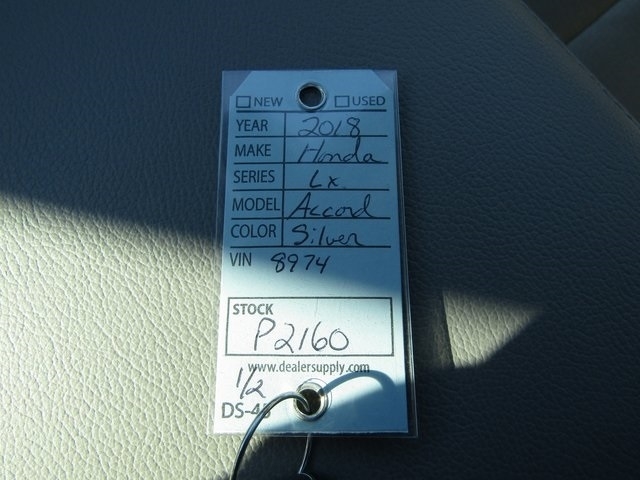 NEW USED
YEAR 2018
MAKE Honda
SERIES Lx
MODEL Accord
COLOR Silver
VIN 8974
STOCK
P2160
www.dealersupply.com
1/2